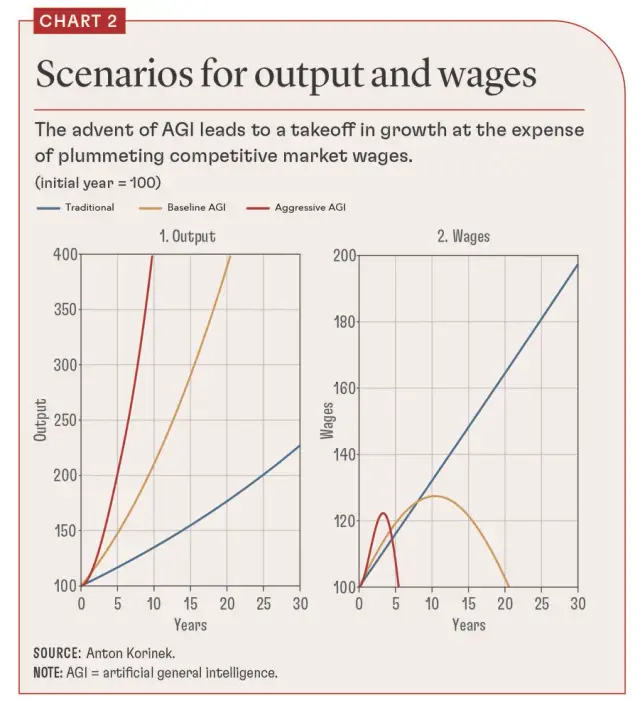 CHART 2
Scenarios for output and wages
The advent of AGI leads to a takeoff in growth at the expense
of plummeting competitive market wages.
(initial year = 100)
Traditional Baseline AGI Aggressive AGI
1. Output
400
350
300
250
200
150
100
Output
0 5 10 15 20 25 30
Years
2. Wages
200
180
160
140
120
100
Wages
0 5 10 15 20 25 30
Years
SOURCE: Anton Korinek.
NOTE: AGI = artificial general intelligence.